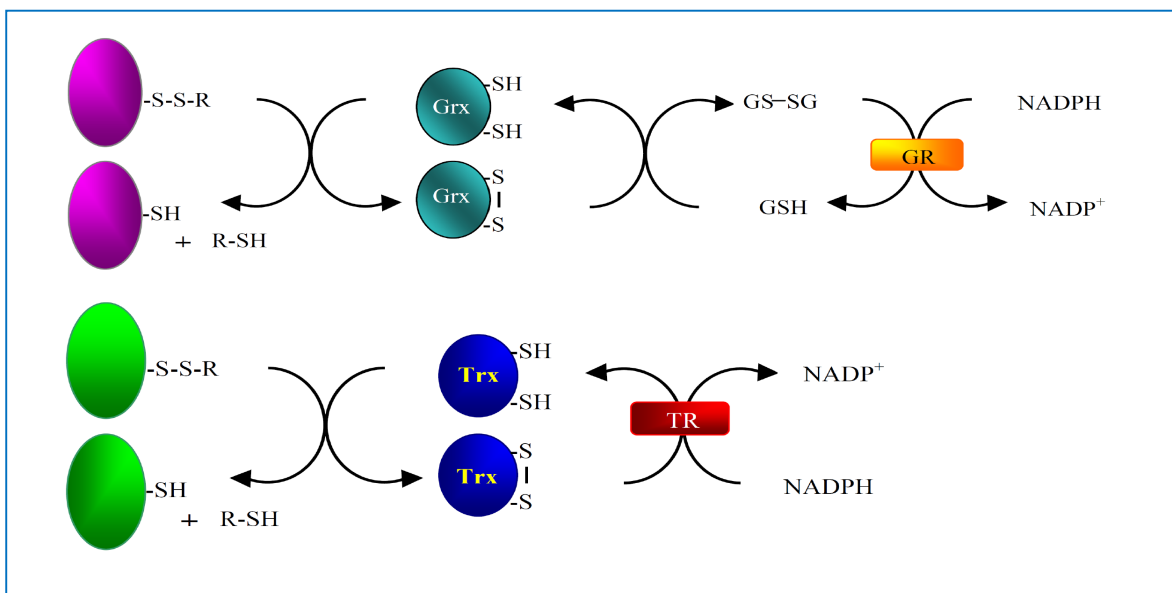 -S-S-R
-SH
+ R-SH
Grx
-SH
-SH
Grx
-S
-S
GS-SG
GSH
GR
NADPH
NADP⁺
-S-S-R
-SH
+ R-SH
Trx
-SH
-SH
Trx
-S
-S
TR
NADP⁺
NADPH